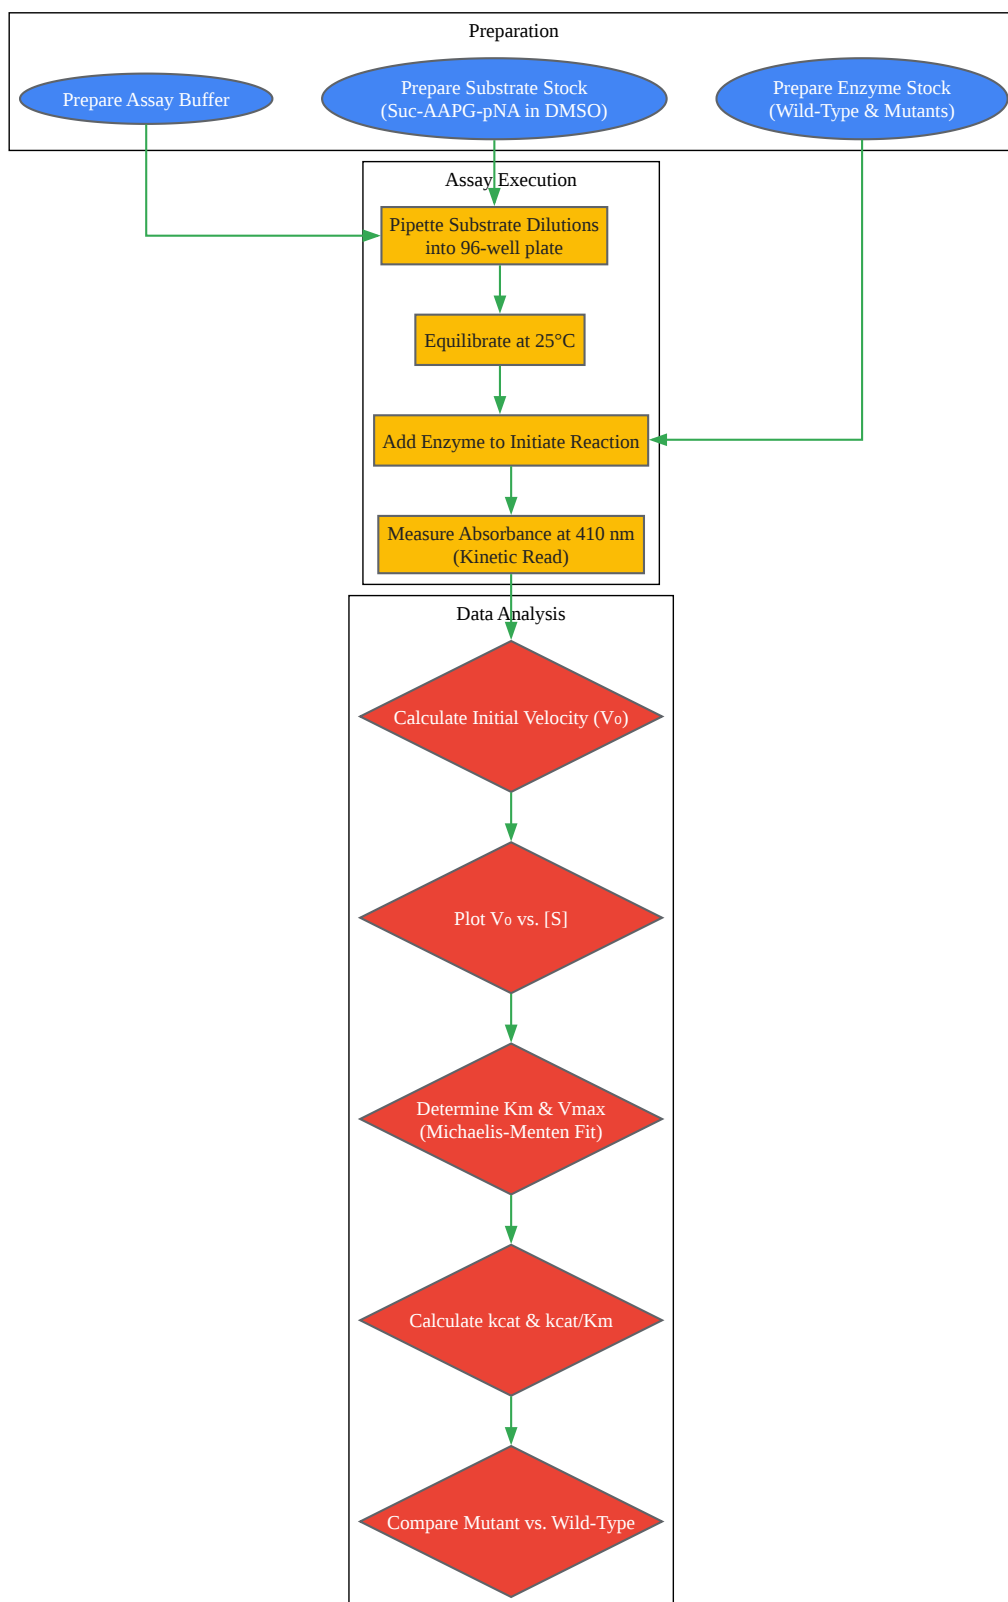 Preparation
Prepare Assay Buffer
Prepare Substrate Stock
(Suc-AAPG-pNA in DMSO)
Prepare Enzyme Stock
(Wild-Type & Mutants)
Assay Execution
Pipette Substrate Dilutions
into 96-well plate
Equilibrate at 25°C
Add Enzyme to Initiate Reaction
Measure Absorbance at 410 nm
(Kinetic Read)
Data Analysis
Calculate Initial Velocity (V₀)
Plot V₀ vs. [S]
Determine Km & Vmax
(Michaelis-Menten Fit)
Calculate kcat & kcat/Km
Compare Mutant vs. Wild-Type